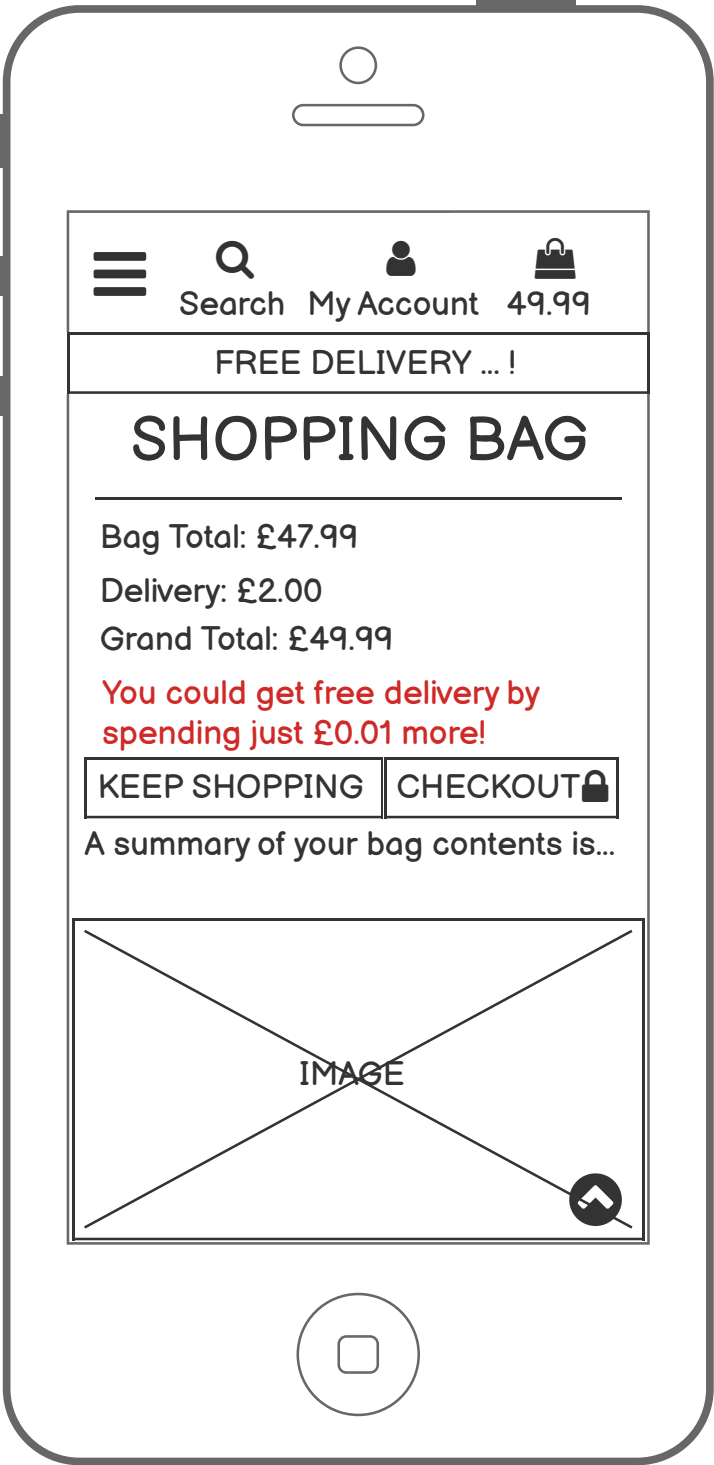 Search My Account 49.99
FREE DELIVERY ... !
SHOPPING BAG
Bag Total: £47.99
Delivery: £2.00
Grand Total: £49.99
You could get free delivery by
spending just £0.01 more!
KEEP SHOPPING CHECKOUT
A summary of your bag contents is...
IMAGE